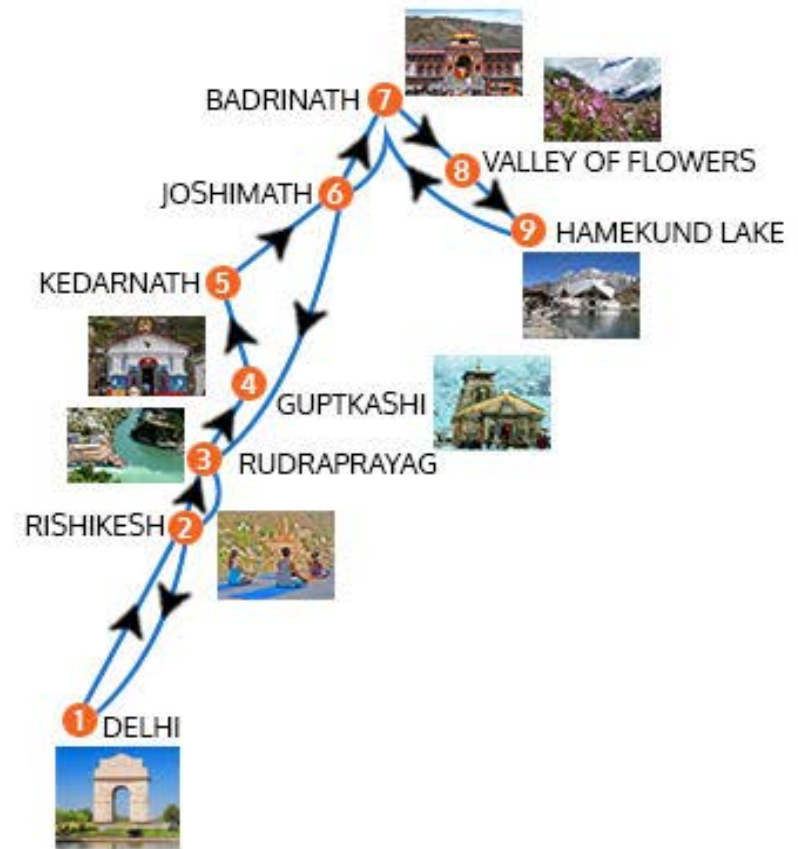 BADRINATH 7
8 VALLEY OF FLOWERS
JOSHIMATH 6
9 HAMEKUND LAKE
KEDARNATH 5
4 GUPTKASHI
3 RUDRAPRAYAG
RISHIKESH 2
1 DELHI